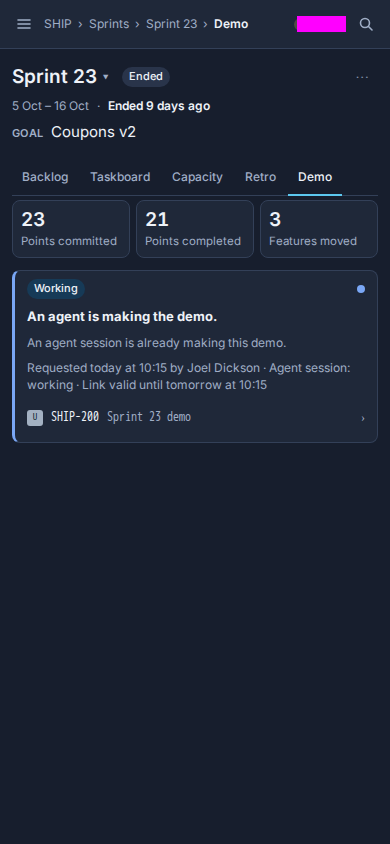 SHIP › Sprints › Sprint 23 › Demo
Sprint 23 ▾ Ended ...
5 Oct – 16 Oct · Ended 9 days ago
GOAL Coupons v2
Backlog Taskboard Capacity Retro Demo
23 21 3
Points committed Points completed Features moved
Working
An agent is making the demo.
An agent session is already making this demo.
Requested today at 10:15 by Joel Dickson · Agent session:
working · Link valid until tomorrow at 10:15
U SHIP-200 Sprint 23 demo ›